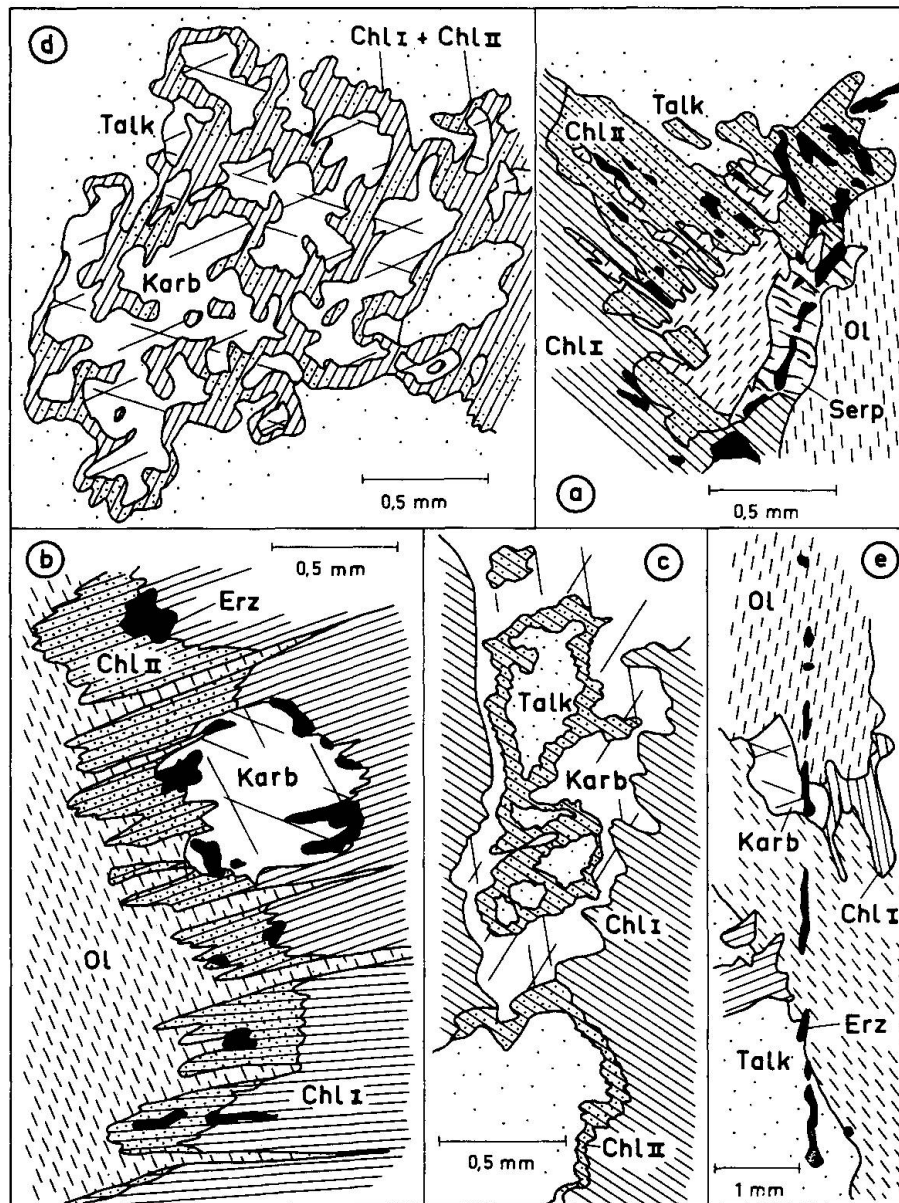 d
Chl I + Chl II
Talk
Karb
0,5 mm
a
Talk
Chl II
Chl I
Ol
Serp
0,5 mm
b
0,5 mm
Erz
Chl II
Karb
Ol
Chl I
c
Talk
Karb
Chl I
Chl II
0,5 mm
e
Ol
Karb
Chl I
Erz
Talk
1 mm